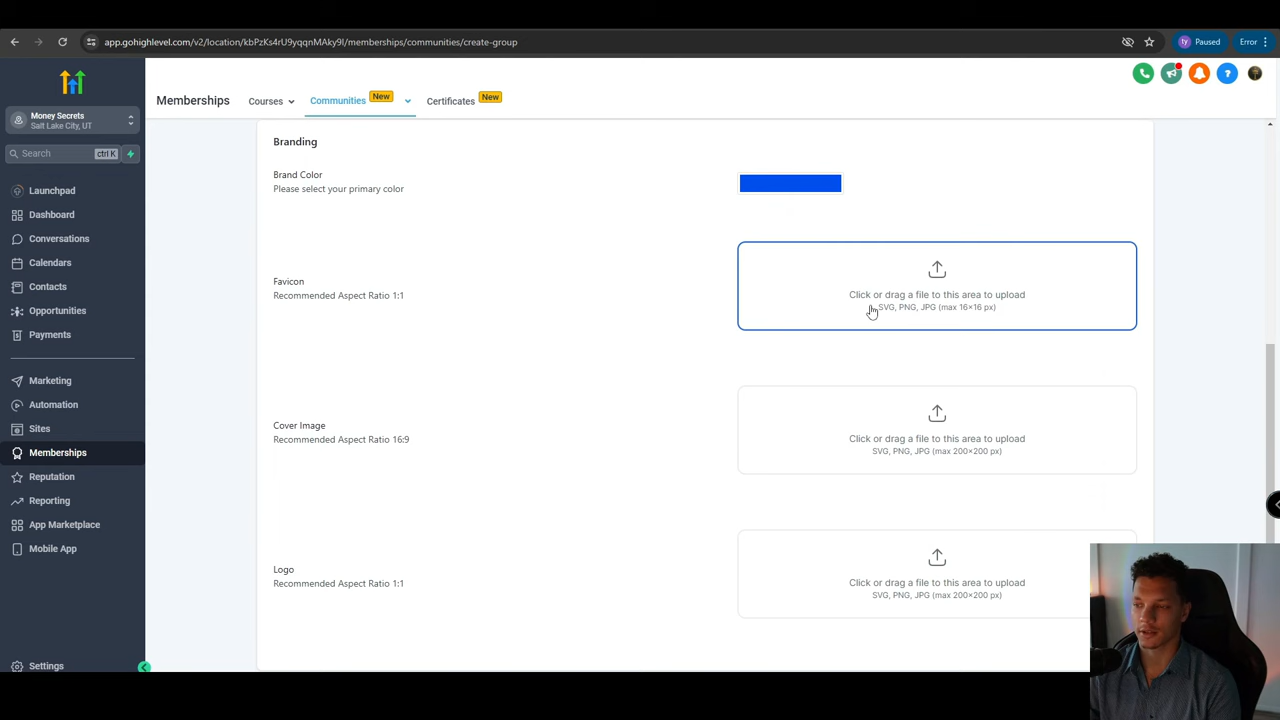 app.gohighlevel.com/v2/location/kbPzKs4rU9yqqnMAky9I/memberships/communities/create-group
ty Paused
Error
Money Secrets
Salt Lake City, UT
Search ctrl K
Launchpad
Dashboard
Conversations
Calendars
Contacts
Opportunities
Payments
Marketing
Automation
Sites
Memberships
Reputation
Reporting
App Marketplace
Mobile App
Settings
Memberships Courses Communities New Certificates New
Branding
Brand Color
Please select your primary color
Favicon
Recommended Aspect Ratio 1:1
Click or drag a file to this area to upload
SVG, PNG, JPG (max 16×16 px)
Cover Image
Recommended Aspect Ratio 16:9
Click or drag a file to this area to upload
SVG, PNG, JPG (max 200×200 px)
Logo
Recommended Aspect Ratio 1:1
Click or drag a file to this area to upload
SVG, PNG, JPG (max 200×200 px)